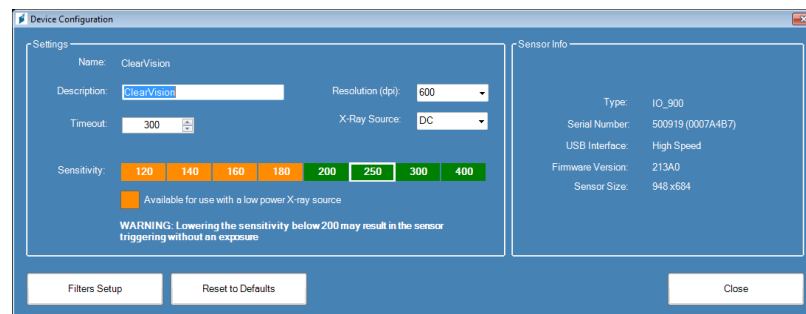 Device Configuration
Settings
Name: ClearVision
Description: ClearVision
Resolution (dpi): 600
Timeout: 300
X-Ray Source: DC
Sensitivity: 120 140 160 180 200 250 300 400
Available for use with a low power X-ray source
WARNING: Lowering the sensitivity below 200 may result in the sensor
triggering without an exposure
Sensor Info
Type: IO_900
Serial Number: 500919 (0007A4B7)
USB Interface: High Speed
Firmware Version: 213A0
Sensor Size: 948 x684
Filters Setup
Reset to Defaults
Close